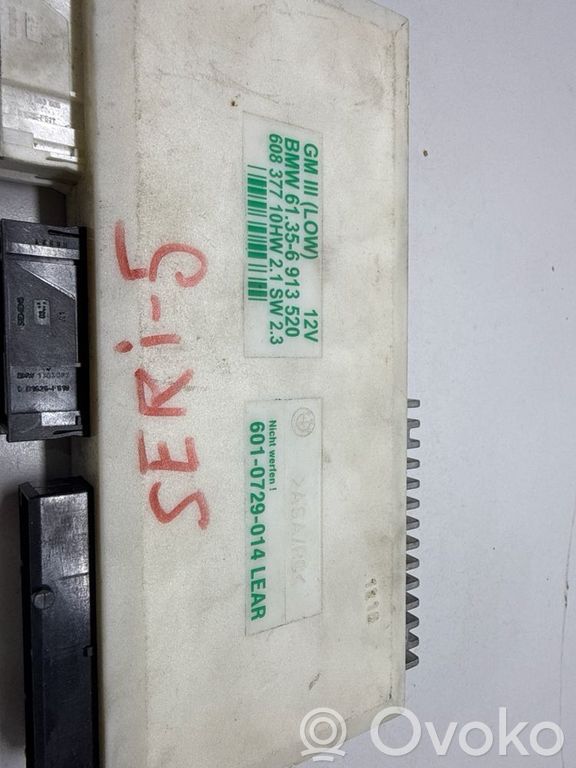 GM III (LOW) 12V
BMW 61.35-6 913 520
608 377 10HW 2.1 SW 2.3
Nicht werfen !
601-0729-014 LEAR
SERi-5
Ovoko